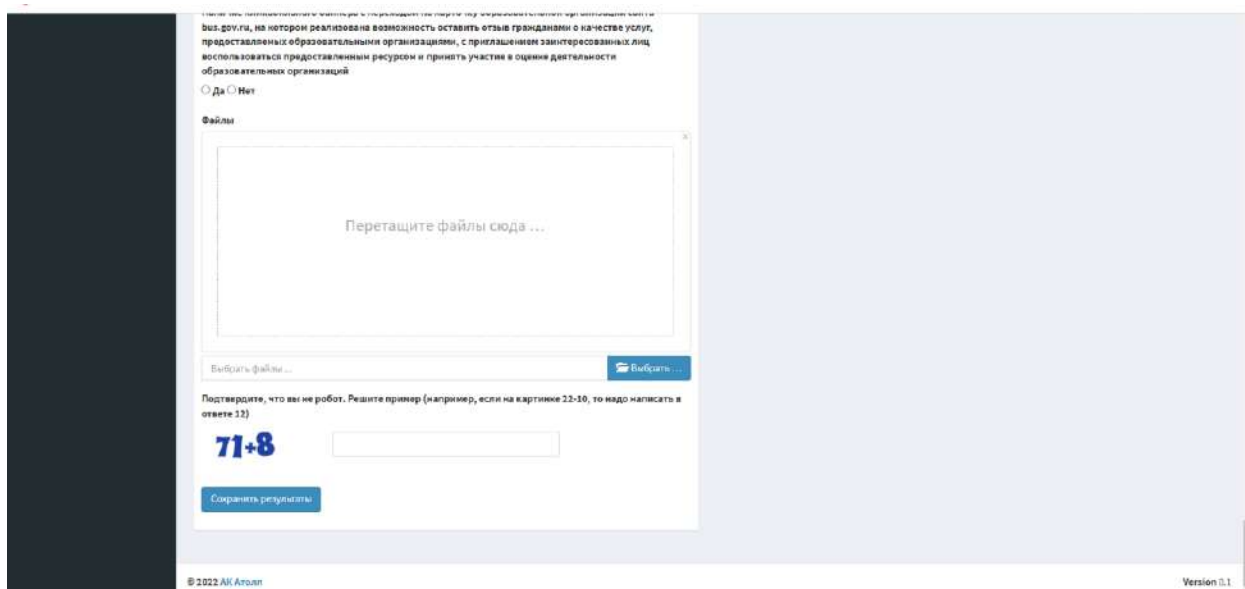 bus.gov.ru, на котором реализована возможность оставить отзыв гражданами о качестве услуг,
предоставляемых образовательными организациями, с приглашением заинтересованных лиц
воспользоваться предоставленным ресурсом и принять участие в оценке деятельности
образовательных организаций
Да Нет
Файлы
Перетащите файлы сюда ...
Выбрать файлы ...
Выбрать ...
Подтвердите, что вы не робот. Решите пример (например, если на картинке 22-10, то надо написать в
ответе 12)
71+8
Сохранить результаты
© 2022 АК Атолл
Version